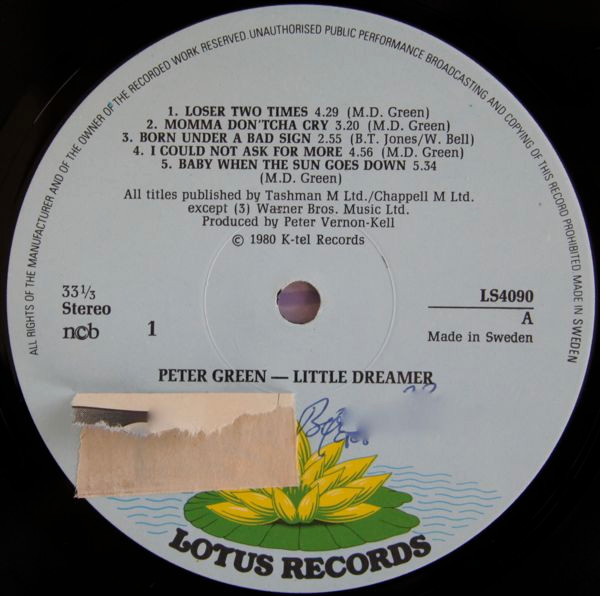 ALL RIGHTS OF THE MANUFACTURER AND OF THE OWNER OF THE RECORDED WORK RESERVED. UNAUTHORISED PUBLIC PERFORMANCE BROADCASTING AND COPYING OF THIS RECORD PROHIBITED MADE IN SWEDEN
1. LOSER TWO TIMES 4.29 (M.D. Green)
2. MOMMA DON'TCHA CRY 3.20 (M.D. Green)
3. BORN UNDER A BAD SIGN 2.55 (B.T. Jones/W. Bell)
4. I COULD NOT ASK FOR MORE 4.56 (M.D. Green)
5. BABY WHEN THE SUN GOES DOWN 5.34
(M.D. Green)
All titles published by Tashman M Ltd./Chappell M Ltd.
except (3) Warner Bros. Music Ltd.
Produced by Peter Vernon-Kell
© 1980 K-tel Records
33 1/3
Stereo
ncb 1
LS4090
A
Made in Sweden
PETER GREEN — LITTLE DREAMER
LOTUS RECORDS